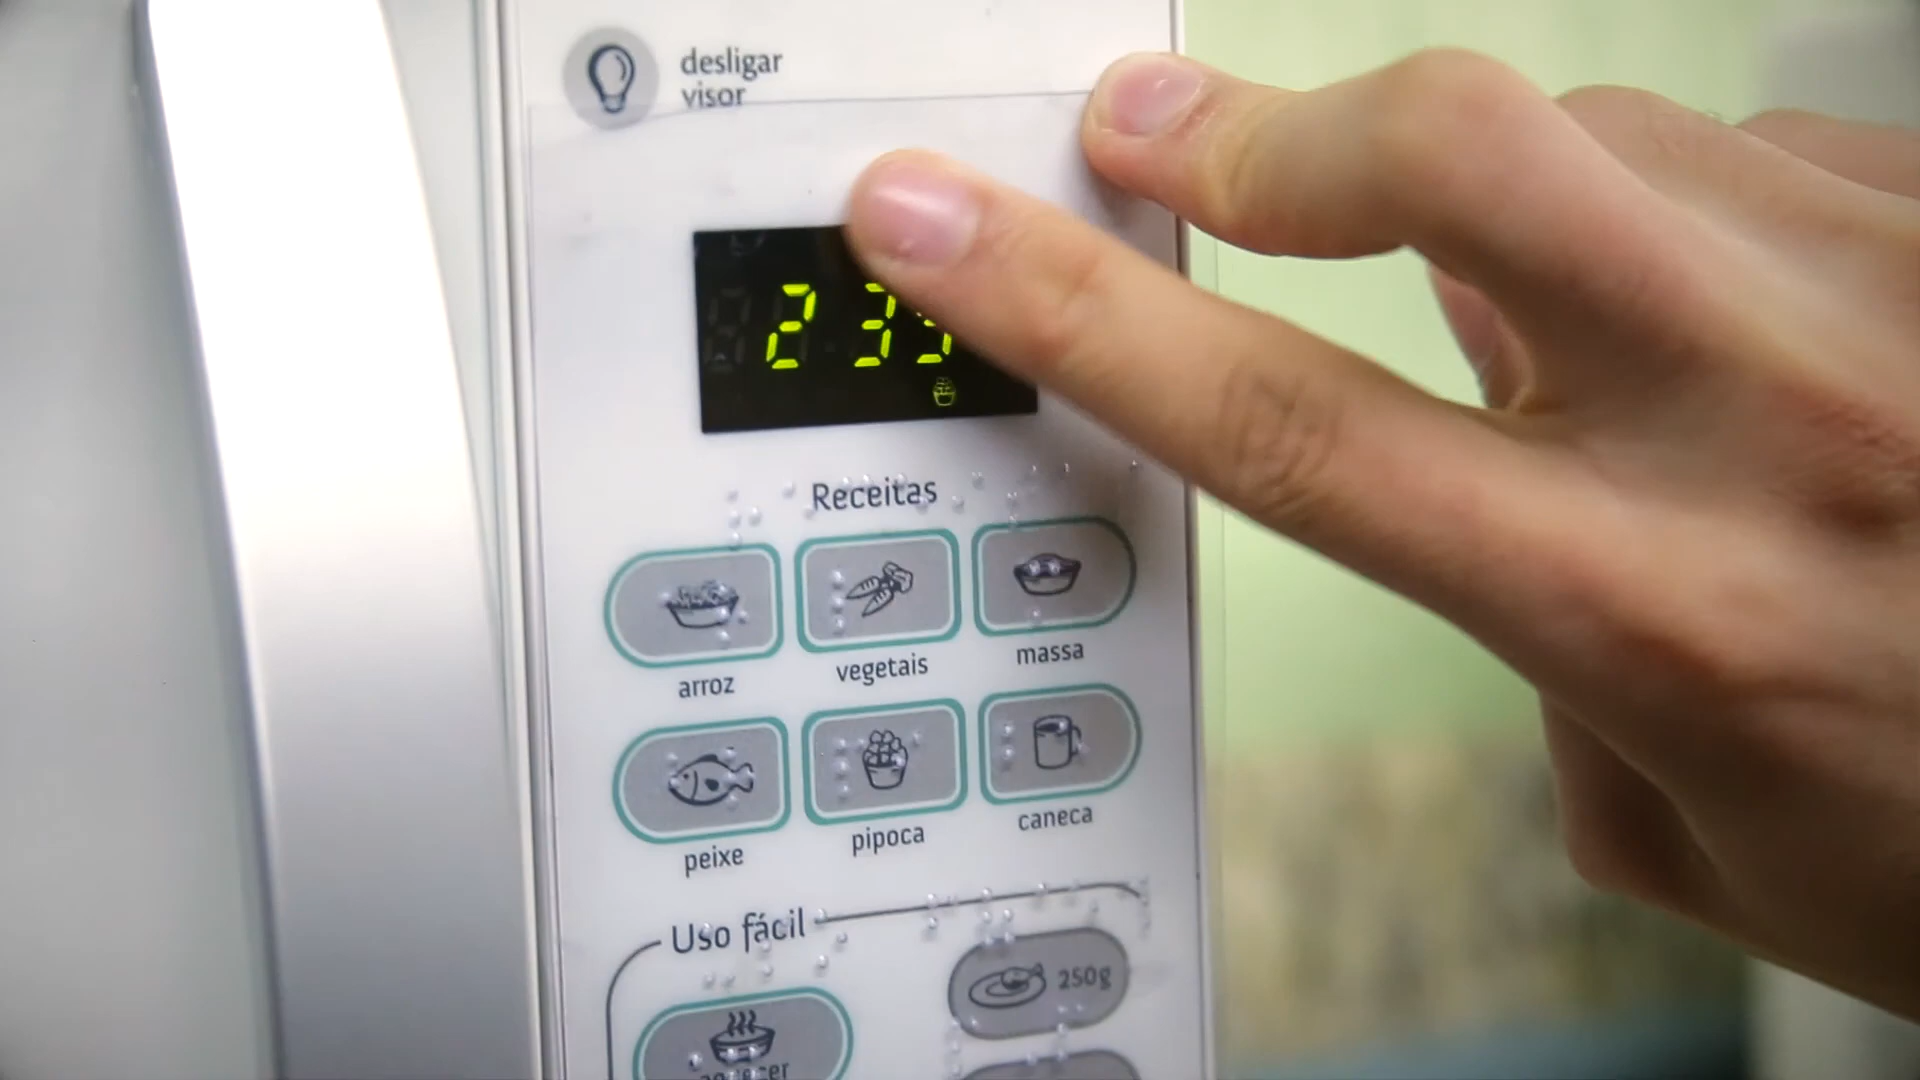 desligar
visor
Receitas
arroz
vegetais
massa
peixe
pipoca
caneca
Uso fácil
250g